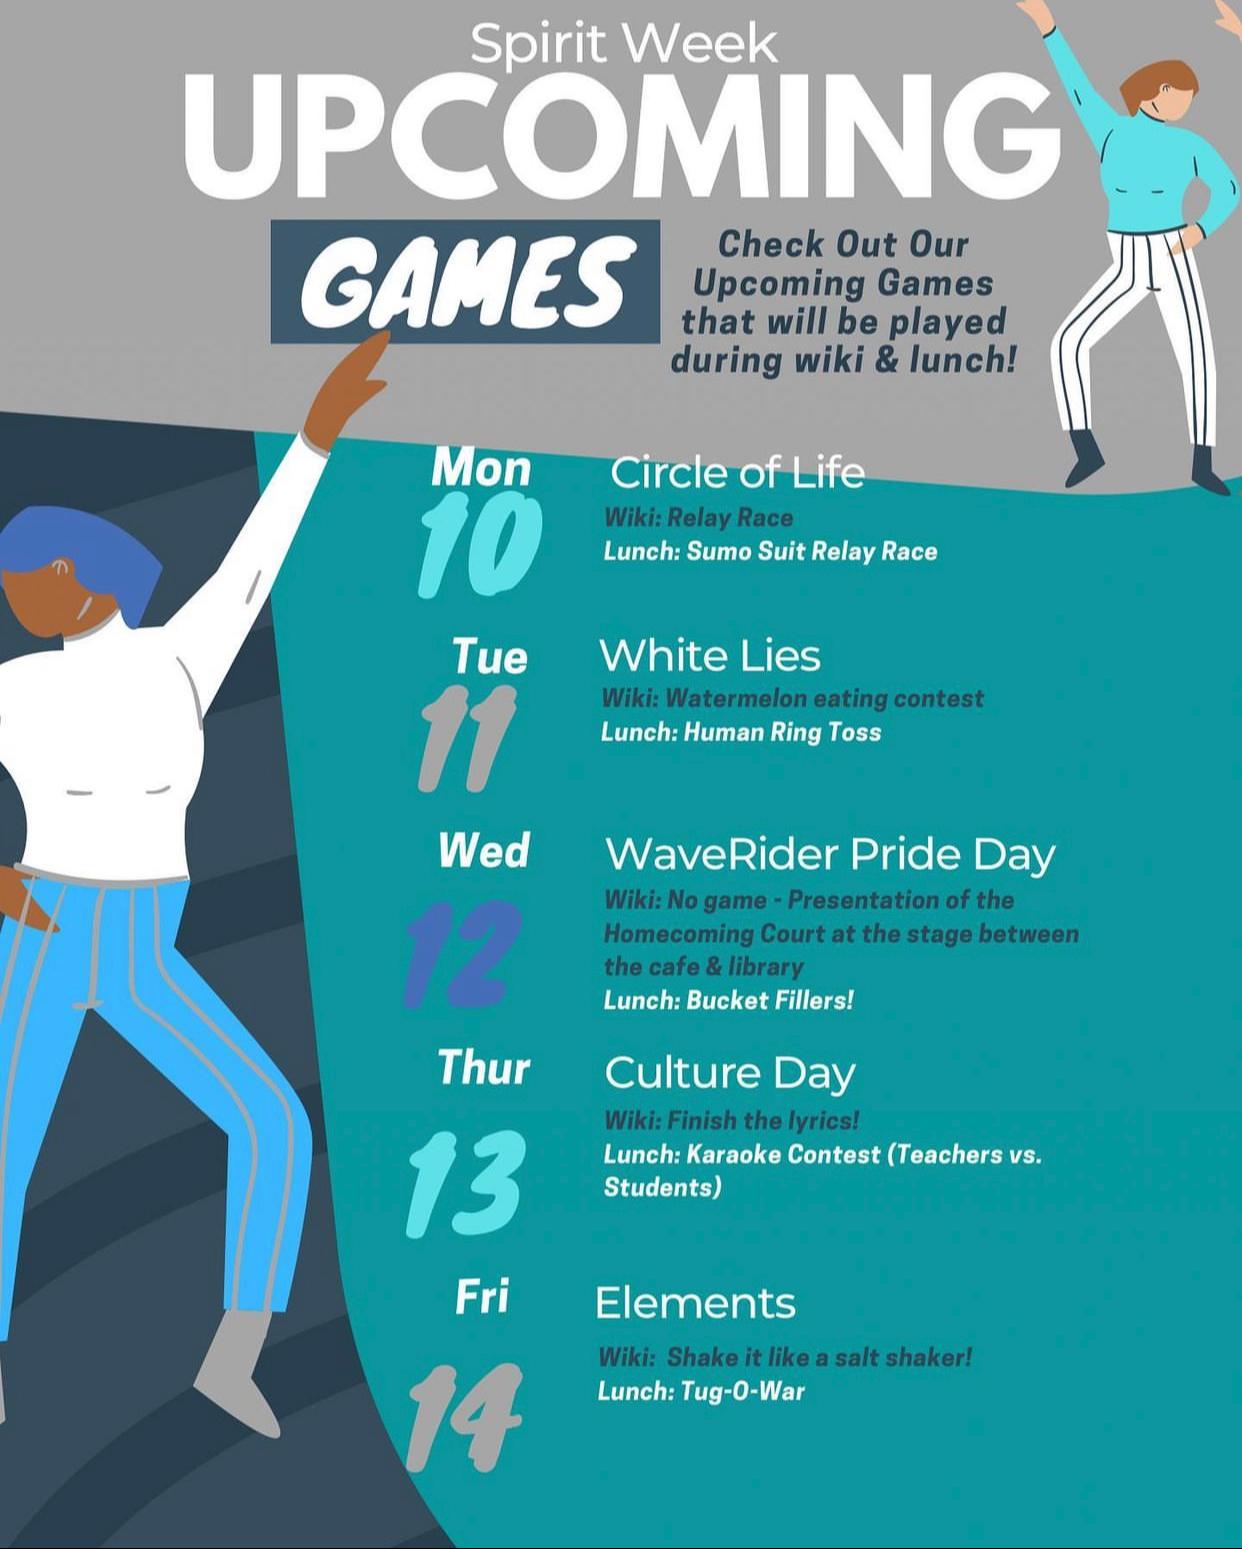 Spirit Week
UPCOMING
GAMES
Check Out Our
Upcoming Games
that will be played
during wiki & lunch!
Mon
10
Circle of Life
Wiki: Relay Race
Lunch: Sumo Suit Relay Race
Tue
11
White Lies
Wiki: Watermelon eating contest
Lunch: Human Ring Toss
Wed
12
WaveRider Pride Day
Wiki: No game - Presentation of the
Homecoming Court at the stage between
the cafe & library
Lunch: Bucket Fillers!
Thur
13
Culture Day
Wiki: Finish the lyrics!
Lunch: Karaoke Contest (Teachers vs.
Students)
Fri
14
Elements
Wiki: Shake it like a salt shaker!
Lunch: Tug-O-War